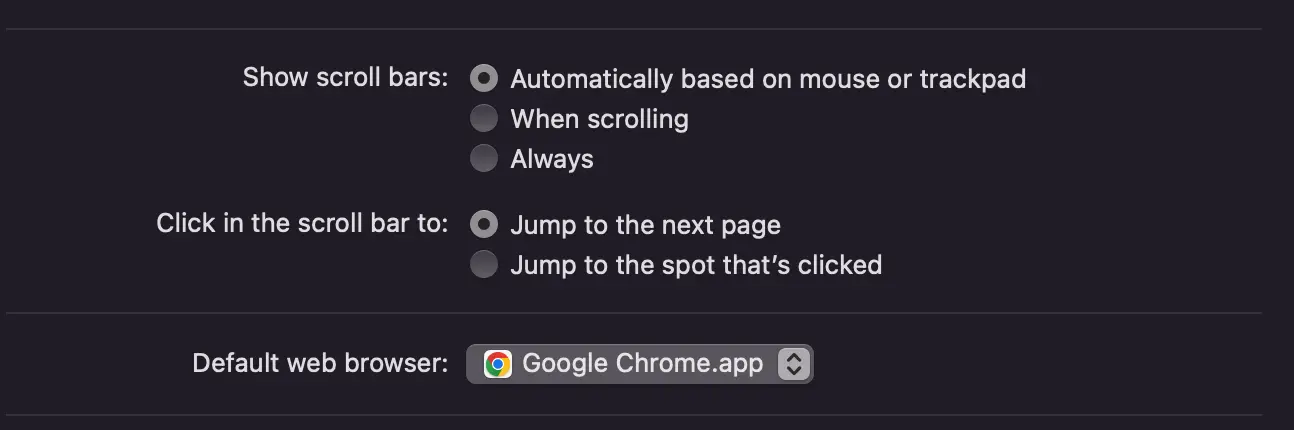 Show scroll bars: Automatically based on mouse or trackpad
When scrolling
Always
Click in the scroll bar to: Jump to the next page
Jump to the spot that’s clicked
Default web browser: Google Chrome.app